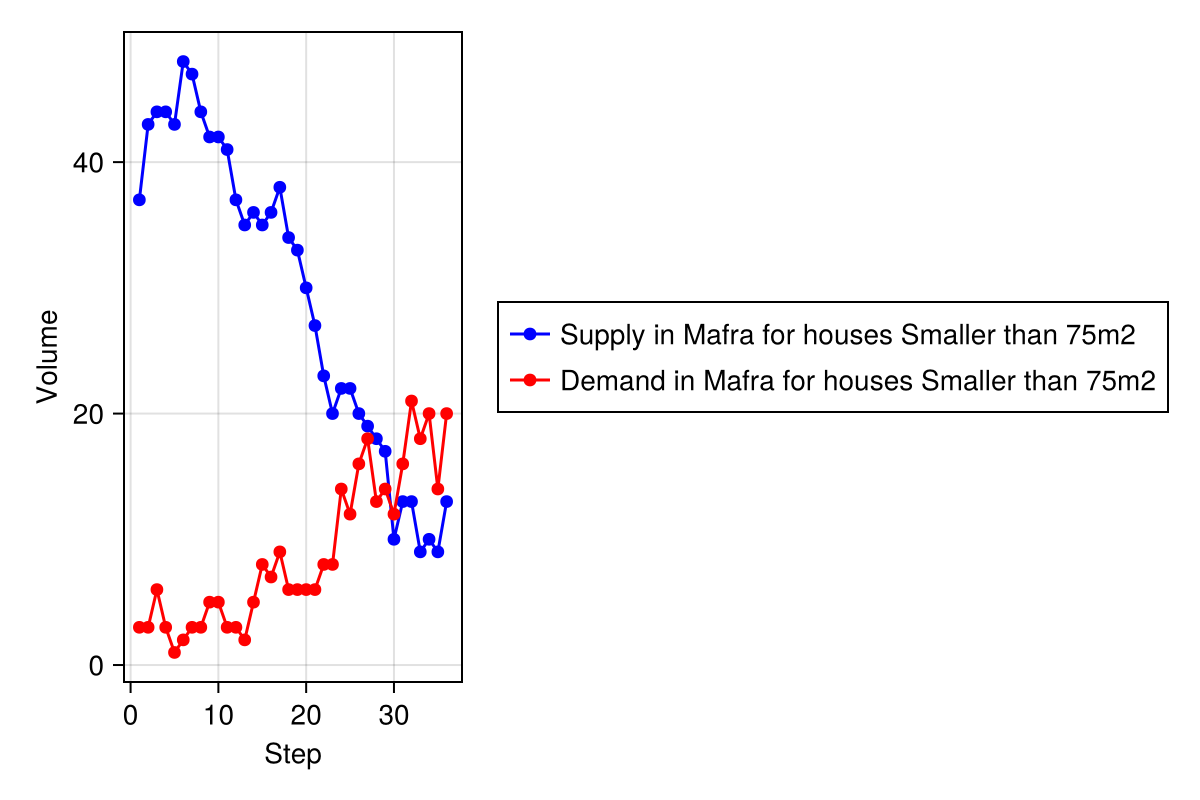 40
20
0
Volume
0 10 20 30
Step
Supply in Mafra for houses Smaller than 75m2
Demand in Mafra for houses Smaller than 75m2